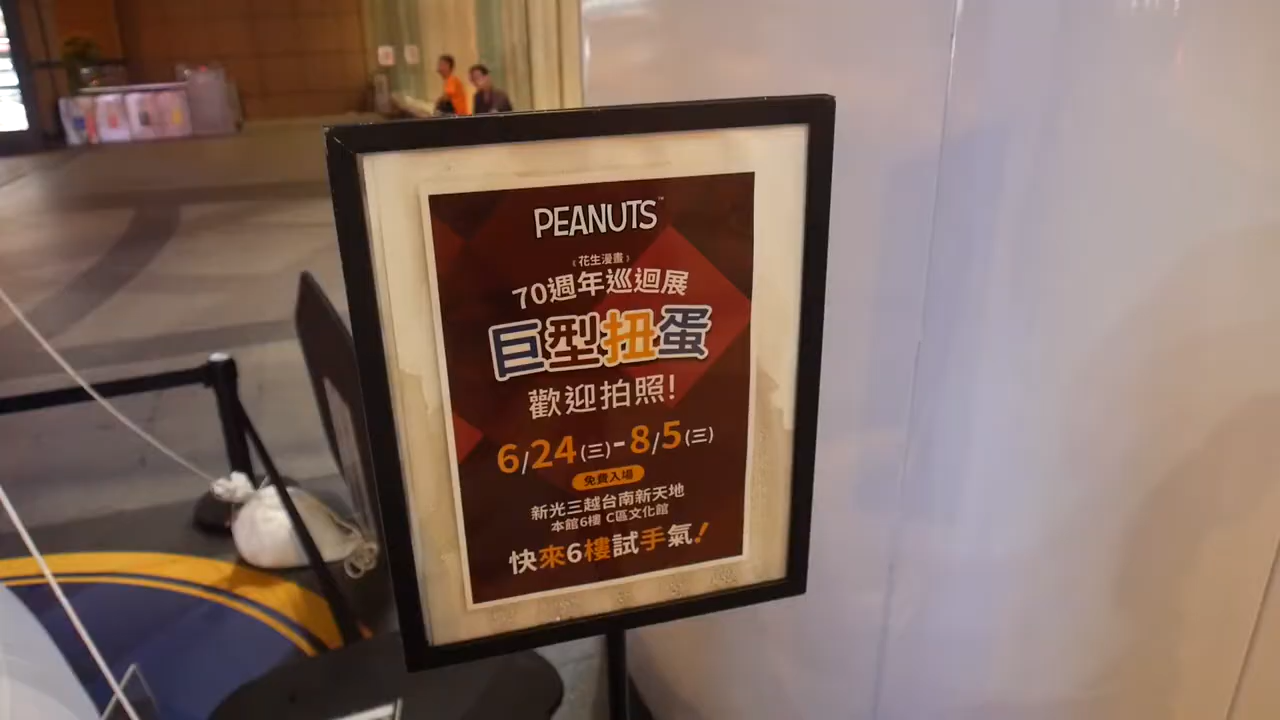 PEANUTS™
《花生漫畫》
70週年巡迴展
巨型扭蛋
歡迎拍照!
6/24(三)-8/5(三)
免費入場
新光三越台南新天地
本館6樓 C區文化館
快來6樓試手氣!